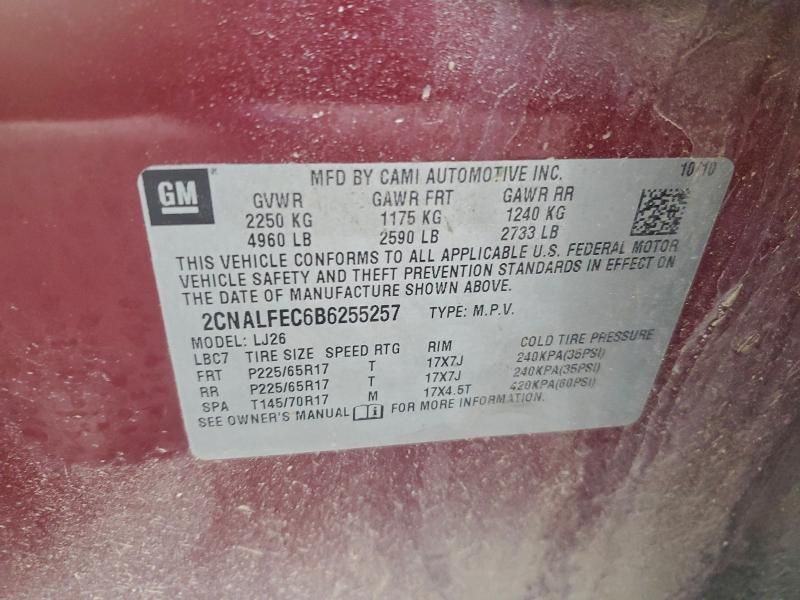 GM MFD BY CAMI AUTOMOTIVE INC. 10/10
GVWR GAWR FRT GAWR RR
2250 KG 1175 KG 1240 KG
4960 LB 2590 LB 2733 LB
THIS VEHICLE CONFORMS TO ALL APPLICABLE U.S. FEDERAL MOTOR
VEHICLE SAFETY AND THEFT PREVENTION STANDARDS IN EFFECT ON
THE DATE OF MANUFACTURE SHOWN ABOVE.
2CNALFEC6B6255257 TYPE: M.P.V.
MODEL: LJ26
LBC7 TIRE SIZE SPEED RTG RIM COLD TIRE PRESSURE
FRT P225/65R17 T 17X7J 240KPA(35PSI)
RR P225/65R17 T 17X7J 240KPA(35PSI)
SPA T145/70R17 M 17X4.5T 420KPA(60PSI)
SEE OWNER'S MANUAL FOR MORE INFORMATION.